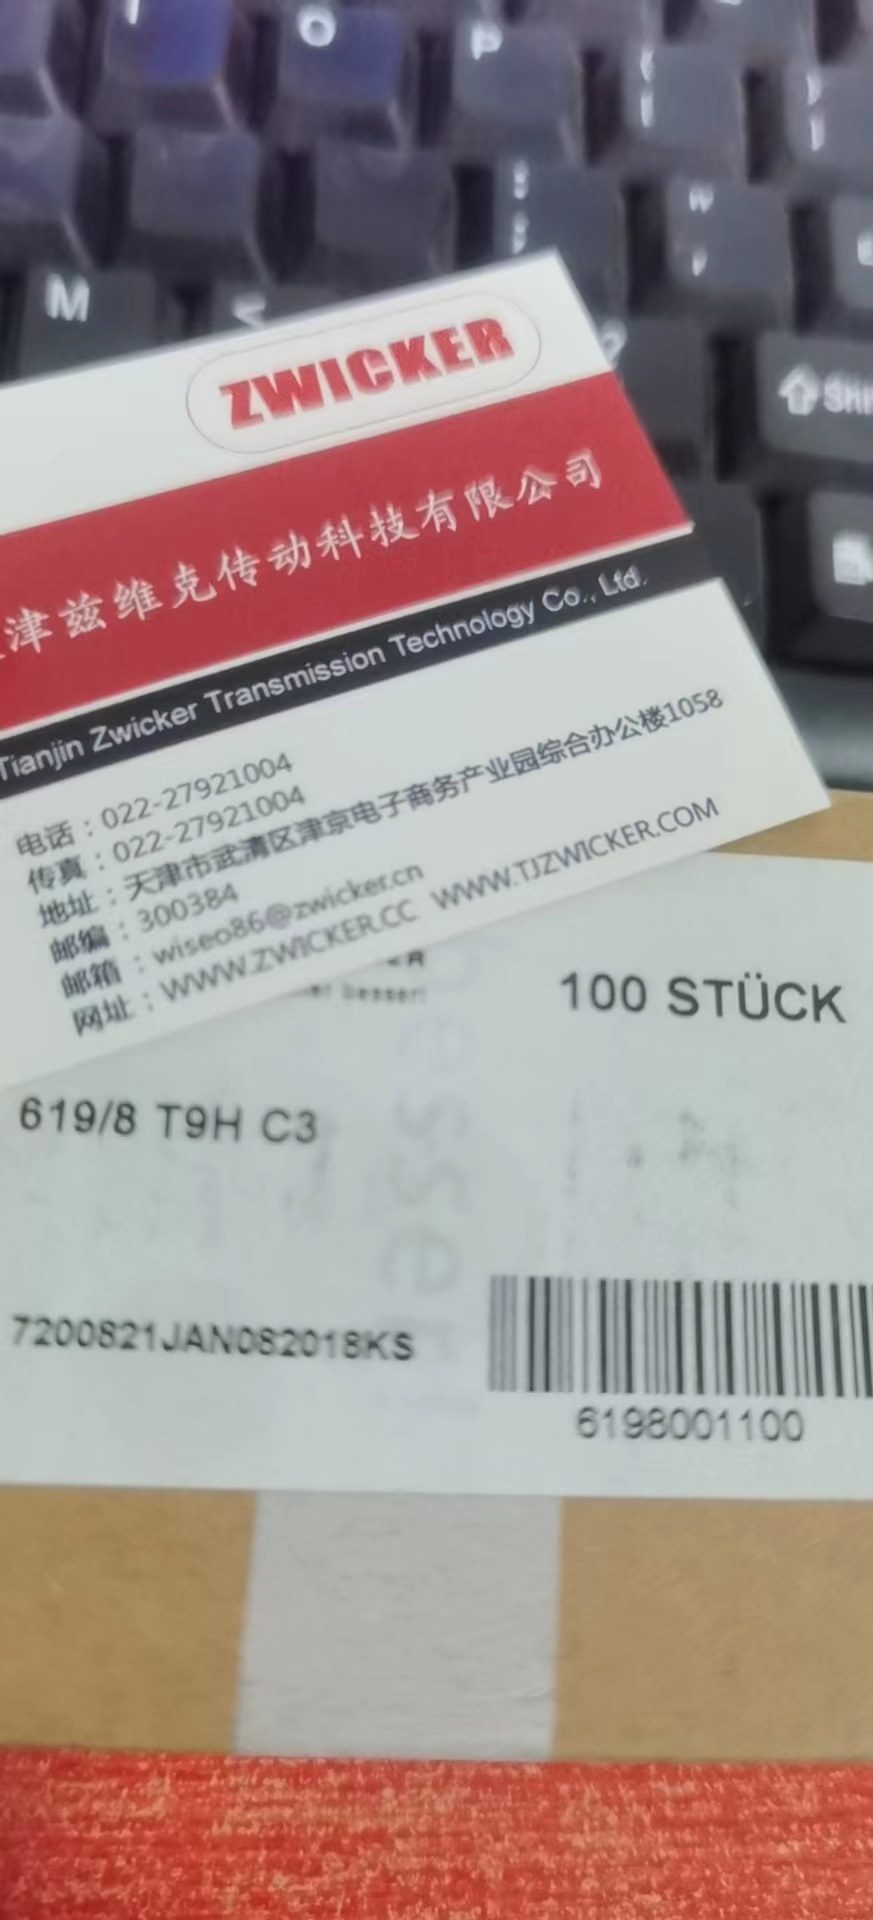 I
O
P
M
Shi
ZWICKER
津兹维克传动科技有限公司
Tianjin Zwicker Transmission Technology Co., Ltd.
电话：022-27921004
传真：022-27921004
地址：天津市武清区津京电子商务产业园综合办公楼1058
邮编：300384
邮箱：wiseo86@zwicker.cn
网址：WWW.ZWICKER.CC WWW.TJZWICKER.COM
besser!
100 STÜCK
619/8 T9H C3
7200821JAN082018KS
6198001100